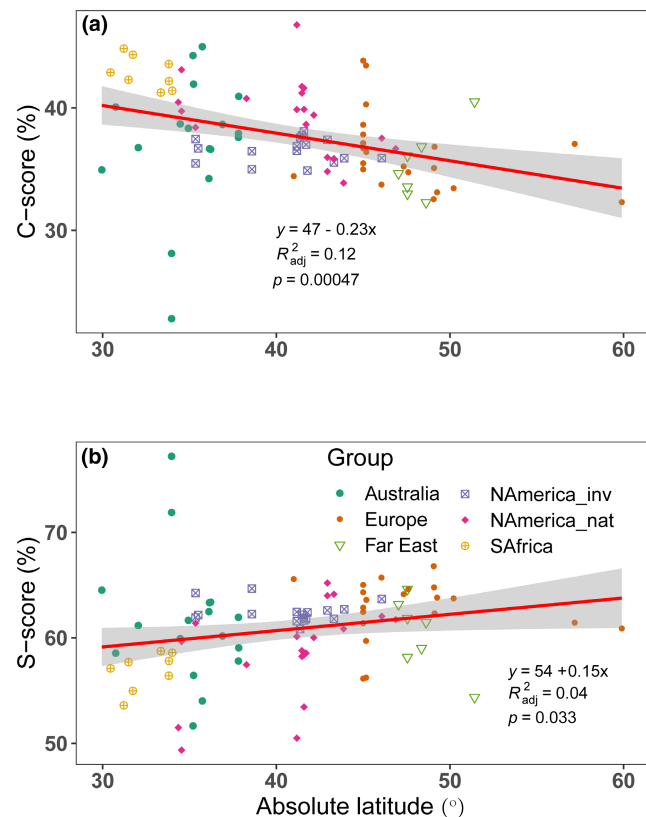 (a)
C−score (%)
40
30
y = 47 - 0.23x
R²adj = 0.12
p = 0.00047
30 40 50 60
(b)
S−score (%)
70
60
50
Group
Australia NAmerica_inv
Europe NAmerica_nat
Far East SAfrica
y = 54 +0.15x
R²adj = 0.04
p = 0.033
30 40 50 60
Absolute latitude (°)